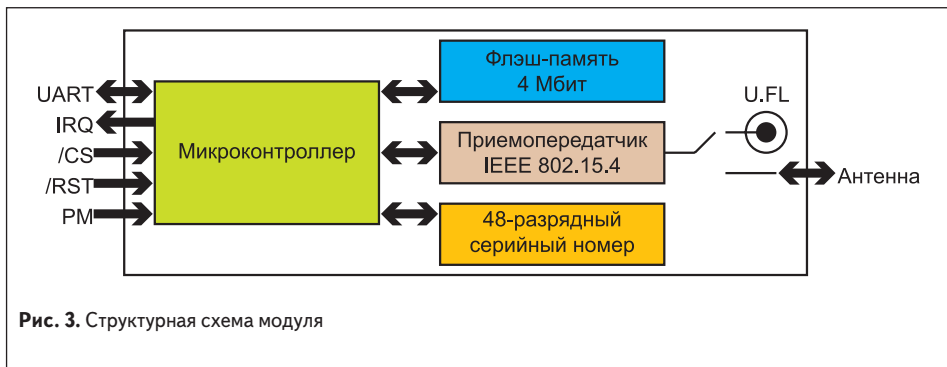 UART
IRQ
/CS
/RST
PM
Микроконтроллер
Флэш-память
4 Мбит
Приемопередатчик
IEEE 802.15.4
48-разрядный
серийный номер
U.FL
Антенна
Рис. 3. Структурная схема модуля